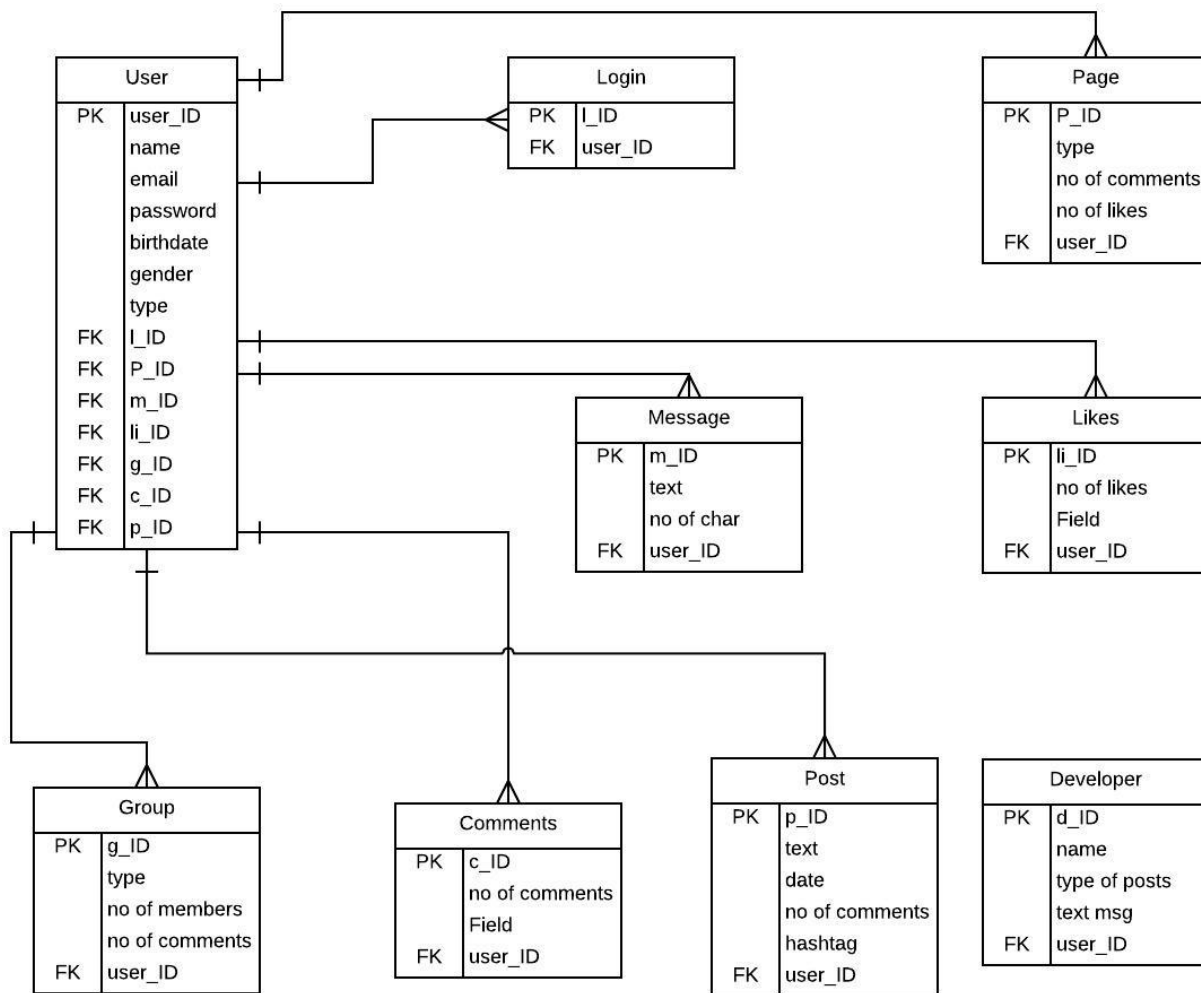 User
PK user_ID
name
email
password
birthdate
gender
type
FK l_ID
FK P_ID
FK m_ID
FK li_ID
FK g_ID
FK c_ID
FK p_ID
Login
PK l_ID
FK user_ID
Page
PK P_ID
type
no of comments
no of likes
FK user_ID
Message
PK m_ID
text
no of char
FK user_ID
Likes
PK li_ID
no of likes
Field
FK user_ID
Group
PK g_ID
type
no of members
no of comments
FK user_ID
Comments
PK c_ID
no of comments
Field
FK user_ID
Post
PK p_ID
text
date
no of comments
hashtag
FK user_ID
Developer
PK d_ID
name
type of posts
text msg
FK user_ID